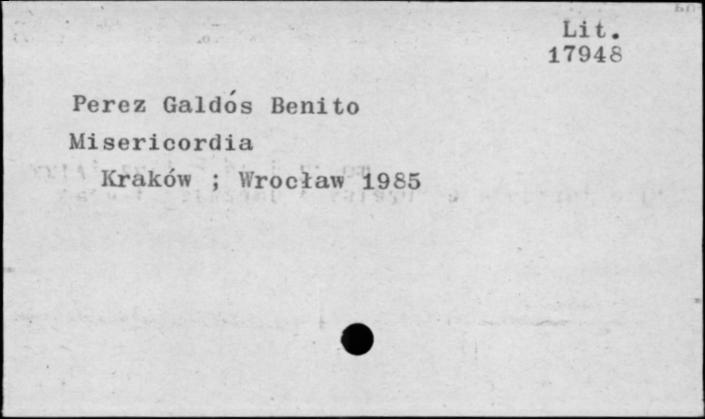 Lit.
17948
Perez Galdós Benito
Misericordia
Kraków ; Wrocław 1985